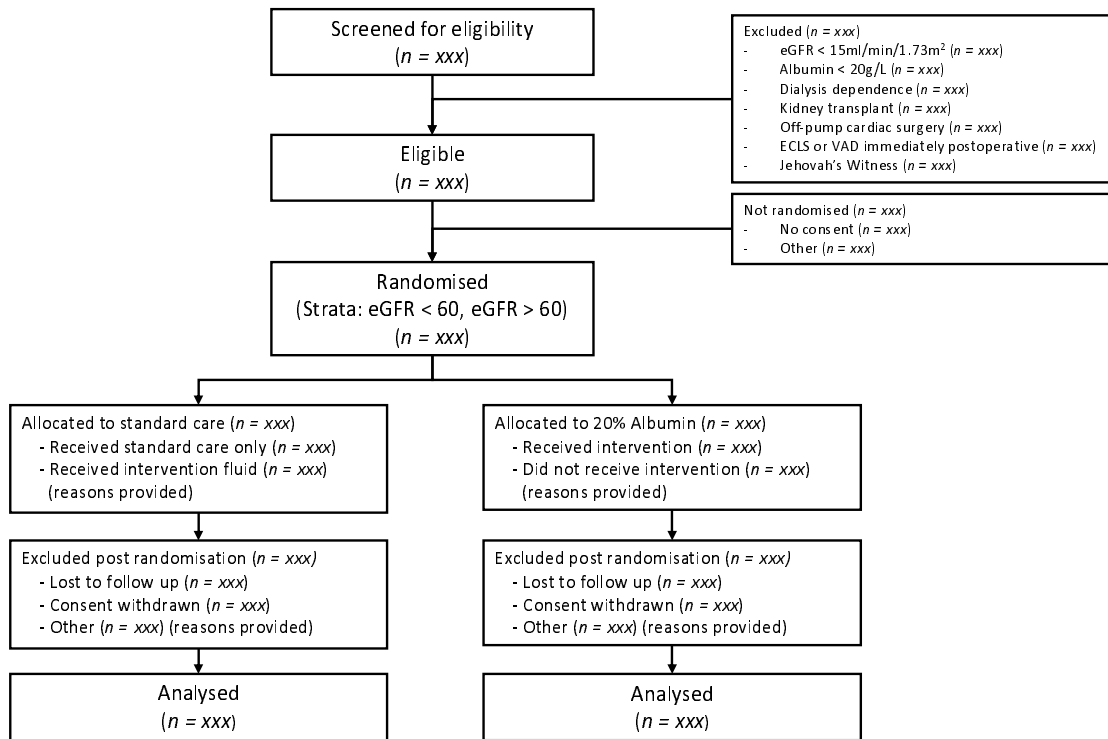 Screened for eligibility
(n = xxx)
Excluded (n = xxx)
- eGFR < 15ml/min/1.73m² (n = xxx)
- Albumin < 20g/L (n = xxx)
- Dialysis dependence (n = xxx)
- Kidney transplant (n = xxx)
- Off-pump cardiac surgery (n = xxx)
- ECLS or VAD immediately postoperative (n = xxx)
- Jehovah's Witness (n = xxx)
Eligible
(n = xxx)
Not randomised (n = xxx)
- No consent (n = xxx)
- Other (n = xxx)
Randomised
(Strata: eGFR < 60, eGFR > 60)
(n = xxx)
Allocated to standard care (n = xxx)
- Received standard care only (n = xxx)
- Received intervention fluid (n = xxx)
(reasons provided)
Allocated to 20% Albumin (n = xxx)
- Received intervention (n = xxx)
- Did not receive intervention (n = xxx)
(reasons provided)
Excluded post randomisation (n = xxx)
- Lost to follow up (n = xxx)
- Consent withdrawn (n = xxx)
- Other (n = xxx) (reasons provided)
Excluded post randomisation (n = xxx)
- Lost to follow up (n = xxx)
- Consent withdrawn (n = xxx)
- Other (n = xxx) (reasons provided)
Analysed
(n = xxx)
Analysed
(n = xxx)